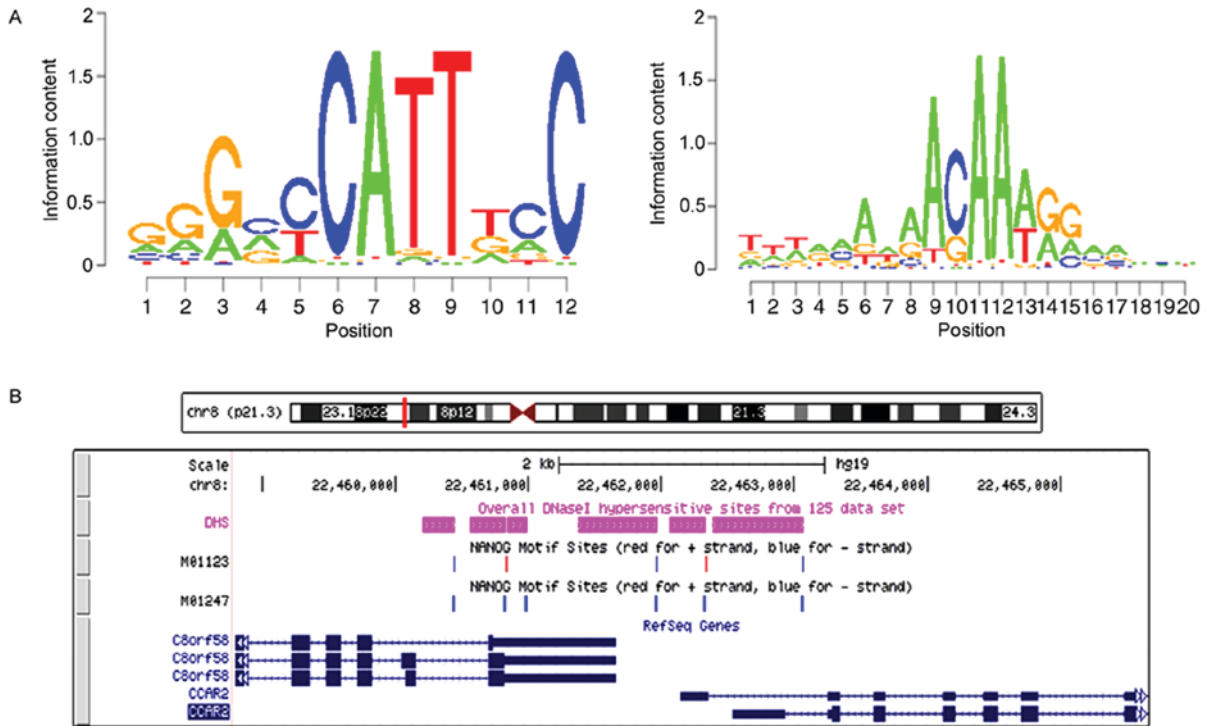 A
2
1.5
1.0
0.5
0
Information content
1 2 3 4 5 6 7 8 9 10 11 12
Position
2
1.5
1.0
0.5
0
Information content
1 2 3 4 5 6 7 8 9 10 11 12 13 14 15 16 17 18 19 20
Position
B
chr8 (p21.3) 23.1 8p22 8p12 21.3 24.3
Scale 2 kb hg19
chr8: 22,460,000 22,461,000 22,462,000 22,463,000 22,464,000 22,465,000
Overall DNaseI hypersensitive sites from 125 data set
DHS
NANOG Motif Sites (red for + strand, blue for - strand)
M01123
NANOG Motif Sites (red for + strand, blue for - strand)
M01247
RefSeq Genes
C8orf58
C8orf58
C8orf58
CCAR2
CCAR2